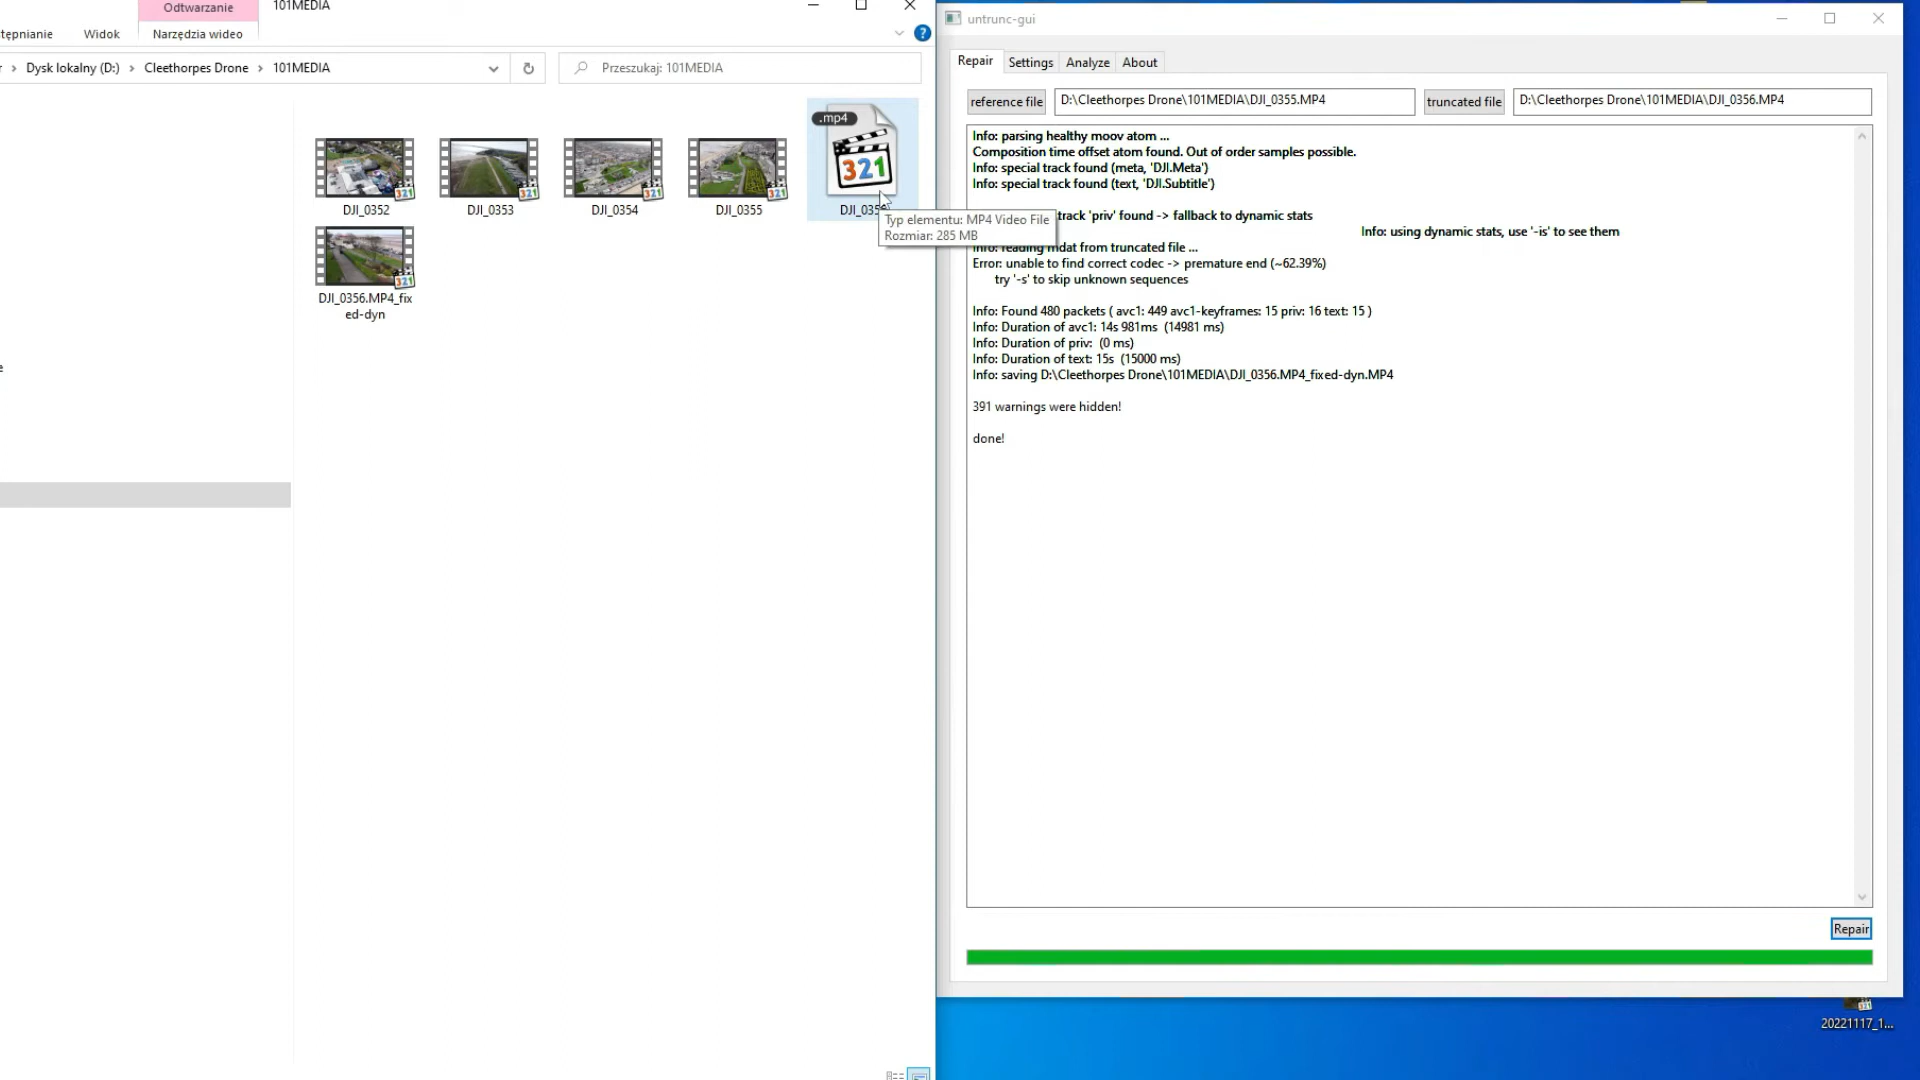 Odtwarzanie
101MEDIA
tępnianie
Widok
Narzędzia wideo
?
Dysk lokalny (D:)
Cleethorpes Drone
101MEDIA
Przeszukaj: 101MEDIA
DJI_0352
DJI_0353
DJI_0354
DJI_0355
.mp4
321
Typ elementu: MP4 Video File
Rozmiar: 285 MB
DJI_0356.MP4_fix
ed-dyn
untrunc-gui
Repair
Settings
Analyze
About
reference file
D:\Cleethorpes Drone\101MEDIA\DJI_0355.MP4
truncated file
D:\Cleethorpes Drone\101MEDIA\DJI_0356.MP4
Info: parsing healthy moov atom ...
Composition time offset atom found. Out of order samples possible.
Info: special track found (meta, 'DJI.Meta')
Info: special track found (text, 'DJI.Subtitle')
track 'priv' found -> fallback to dynamic stats
Info: using dynamic stats, use '-is' to see them
Info: reading mdat from truncated file ...
Error: unable to find correct codec -> premature end (~62.39%)
try '-s' to skip unknown sequences
Info: Found 480 packets ( avc1: 449 avc1-keyframes: 15 priv: 16 text: 15 )
Info: Duration of avc1: 14s 981ms  (14981 ms)
Info: Duration of priv:  (0 ms)
Info: Duration of text: 15s  (15000 ms)
Info: saving D:\Cleethorpes Drone\101MEDIA\DJI_0356.MP4_fixed-dyn.MP4
391 warnings were hidden!
done!
Repair
20221117_1...